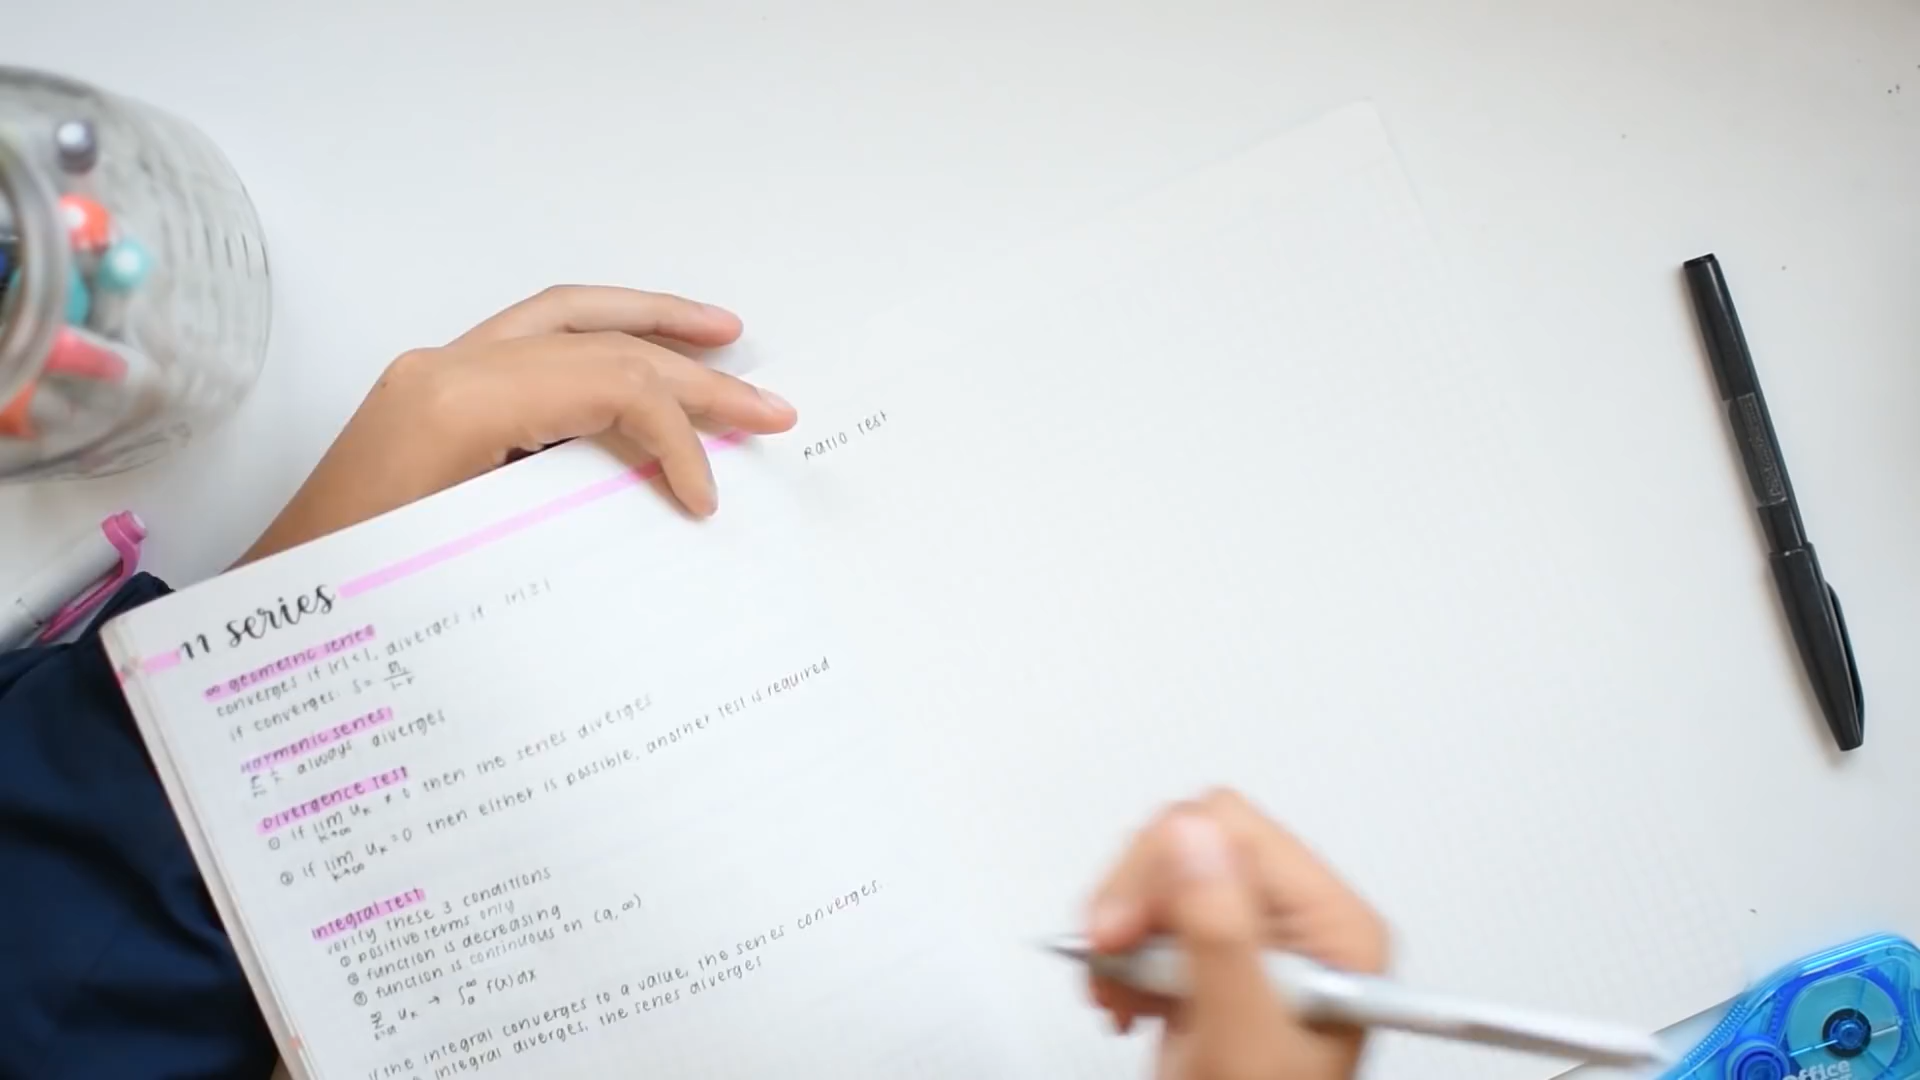 ∞ series
∞ geometric series
converges if |r| < 1, diverges if |r| ≥ 1
if converges: S =
Harmonic series:
always diverges
Divergence Test
① if lim uₖ ≠ 0 then the series diverges
k→∞
② if lim uₖ = 0 then either is possible, another test is required
k→∞
Integral Test
verify these 3 conditions
① positive terms only
② function is decreasing
③ function is continuous on (a, ∞)
uₖ → ∫ₐ^∞ f(x)dx
if the integral converges to a value, the series converges.
integral diverges, the series diverges
Ratio test
Office